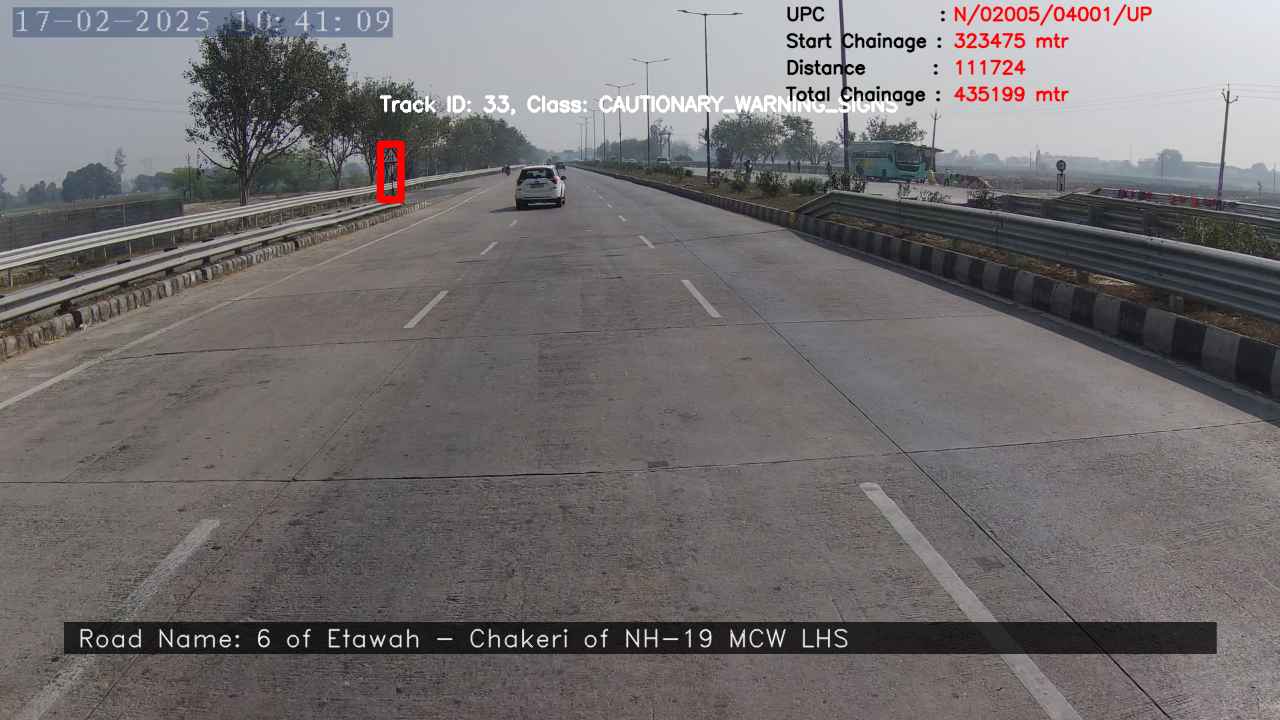 17-02-2025 10:41:09
UPC : N/02005/04001/UP
Start Chainage : 323475 mtr
Distance : 111724
Total Chainage : 435199 mtr
Track ID: 33, Class: CAUTIONARY_WARNING_SIGNS
Road Name: 6 of Etawah - Chakeri of NH-19 MCW LHS